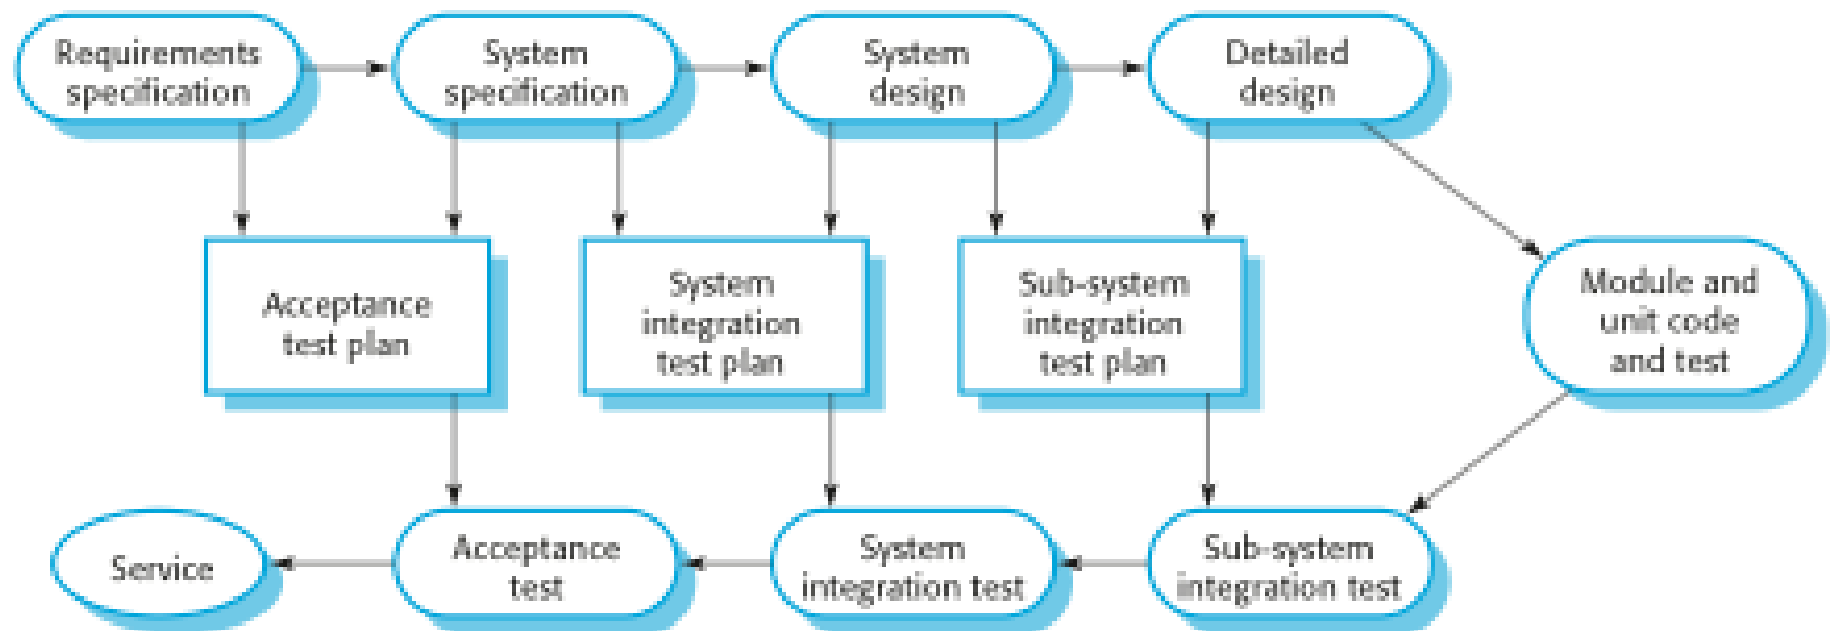 Requirements
specification
System
specification
System
design
Detailed
design
Acceptance
test plan
System
integration
test plan
Sub-system
integration
test plan
Module and
unit code
and test
Service
Acceptance
test
System
integration test
Sub-system
integration test